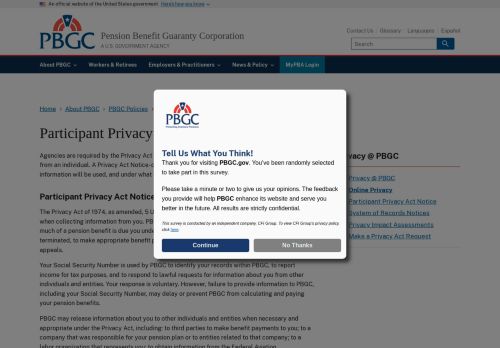 An official website of the United States government Here's how you know
PBGC
Pension Benefit Guaranty Corporation
A U.S. GOVERNMENT AGENCY
Contact Us Glossary Languages Español
Search
About PBGC Workers & Retirees Employers & Practitioners News & Policy MyPBA Login
Home About PBGC PBGC Policies
Participant Privacy
Agencies are required by the Privacy Act
from an individual. A Privacy Act Notice
information will be used, and under what
Participant Privacy Act Notice
The Privacy Act of 1974, as amended, 5 U
when collecting information from you. PB
much of a pension benefit is due you under
terminated, to make appropriate benefit p
appeals.
Your Social Security Number is used by PBGC to identify your records within PBGC, to report
income for tax purposes, and to respond to lawful requests for information about you from other
individuals and entities. Your response is voluntary. However, failure to provide information to PBGC,
including your Social Security Number, may delay or prevent PBGC from calculating and paying
your pension benefits.
PBGC may release information about you to other individuals and entities when necessary and
appropriate under the Privacy Act, including: to third parties to make benefit payments to you; to a
company that was responsible for your pension plan or to entities related to that company; to a
labor organization that represents you; to obtain information from the Federal Aviation
PBGC
Protecting America's Pensions
Tell Us What You Think!
Thank you for visiting PBGC.gov. You've been randomly selected
to take part in this survey.
Please take a minute or two to give us your opinions. The feedback
you provide will help PBGC enhance its website and serve you
better in the future. All results are strictly confidential.
This survey is conducted by an independent company, CFI Group. To view CFI Group's privacy policy,
click here.
Continue
No Thanks
vacy @ PBGC
Privacy @ PBGC
Online Privacy
Participant Privacy Act Notice
System of Records Notices
Privacy Impact Assessments
Make a Privacy Act Request